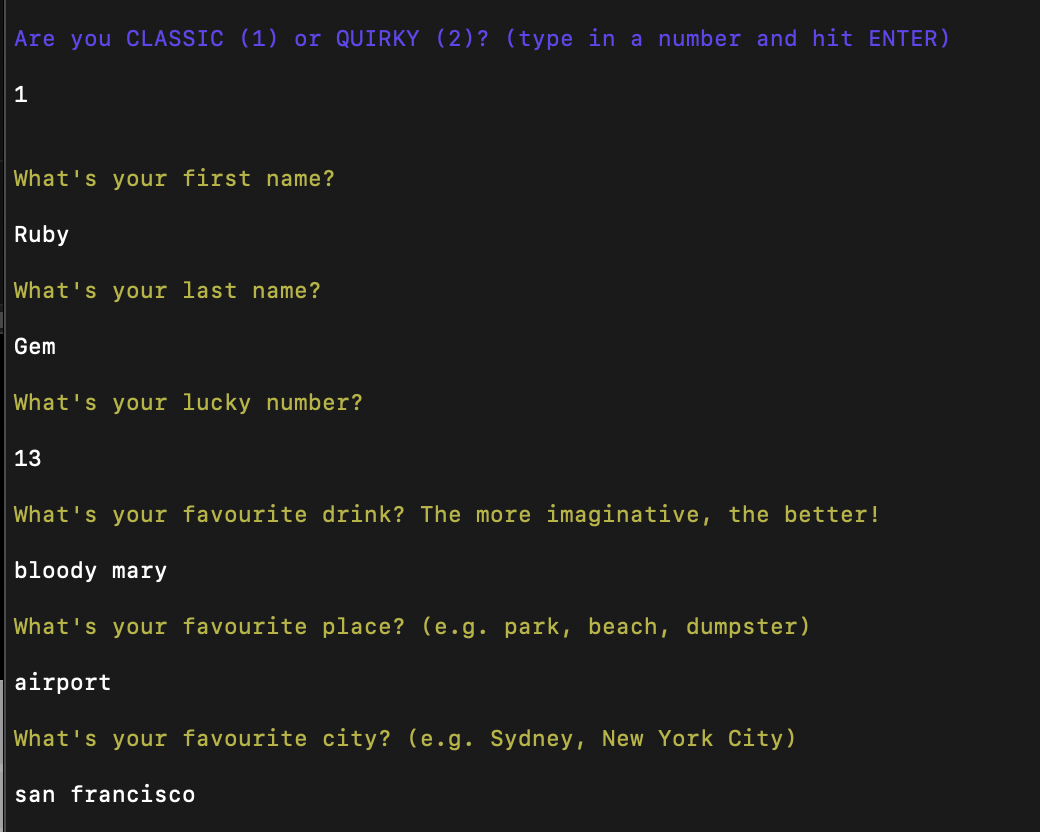 Are you CLASSIC (1) or QUIRKY (2)? (type in a number and hit ENTER)
1
What's your first name?
Ruby
What's your last name?
Gem
What's your lucky number?
13
What's your favourite drink? The more imaginative, the better!
bloody mary
What's your favourite place? (e.g. park, beach, dumpster)
airport
What's your favourite city? (e.g. Sydney, New York City)
san francisco